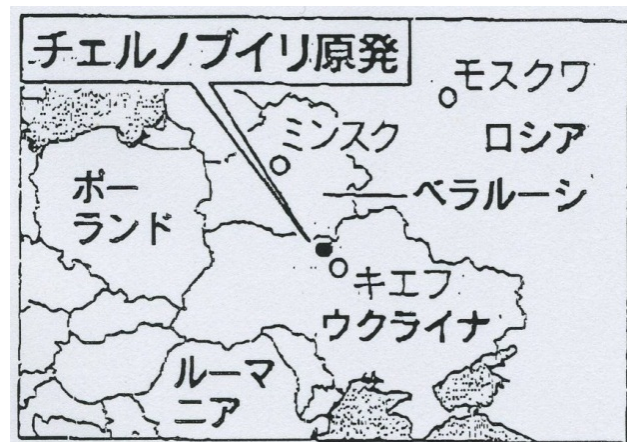 チェルノブイリ原発
モスクワ
ミンスク
ロシア
ポー
ランド
ベラルーシ
キエフ
ウクライナ
ルーマ
ニア